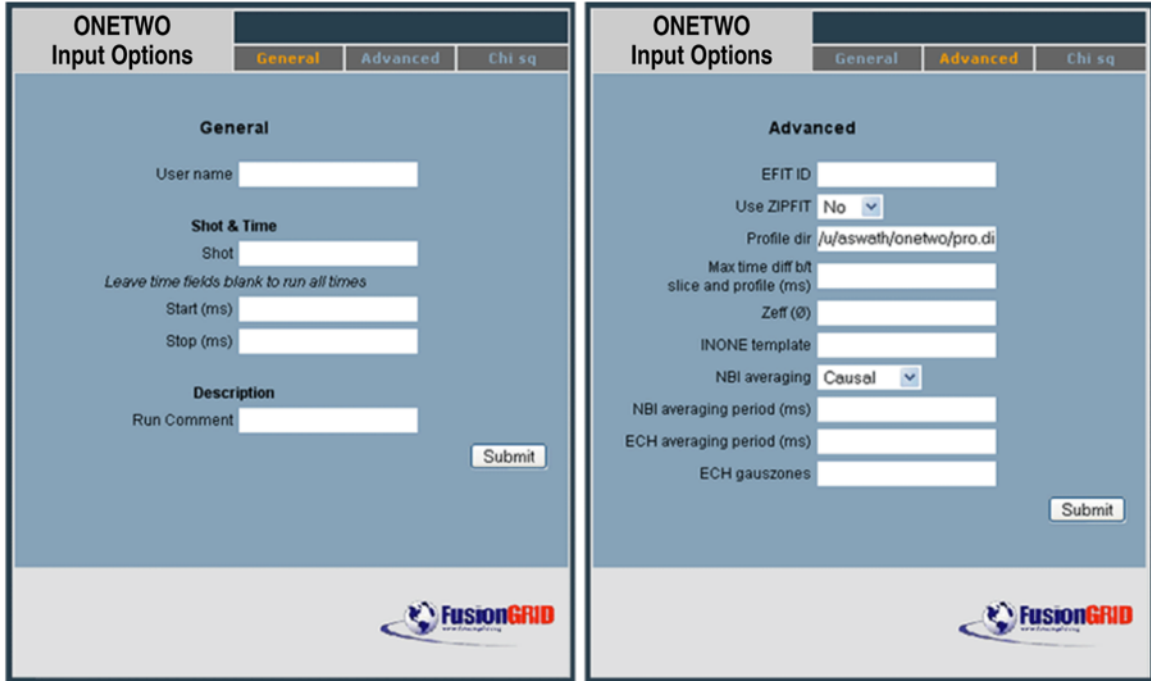 ONETWO
Input Options
General Advanced Chi sq
General
User name
Shot & Time
Shot
Leave time fields blank to run all times
Start (ms)
Stop (ms)
Description
Run Comment
Submit
FusionGRID
ONETWO
Input Options
General Advanced Chi sq
Advanced
EFIT ID
Use ZIPFIT No
Profile dir /u/aswath/onetwo/pro.di
Max time diff b/t
slice and profile (ms)
Zeff (Ø)
INONE template
NBI averaging Causal
NBI averaging period (ms)
ECH averaging period (ms)
ECH gauszones
Submit
FusionGRID